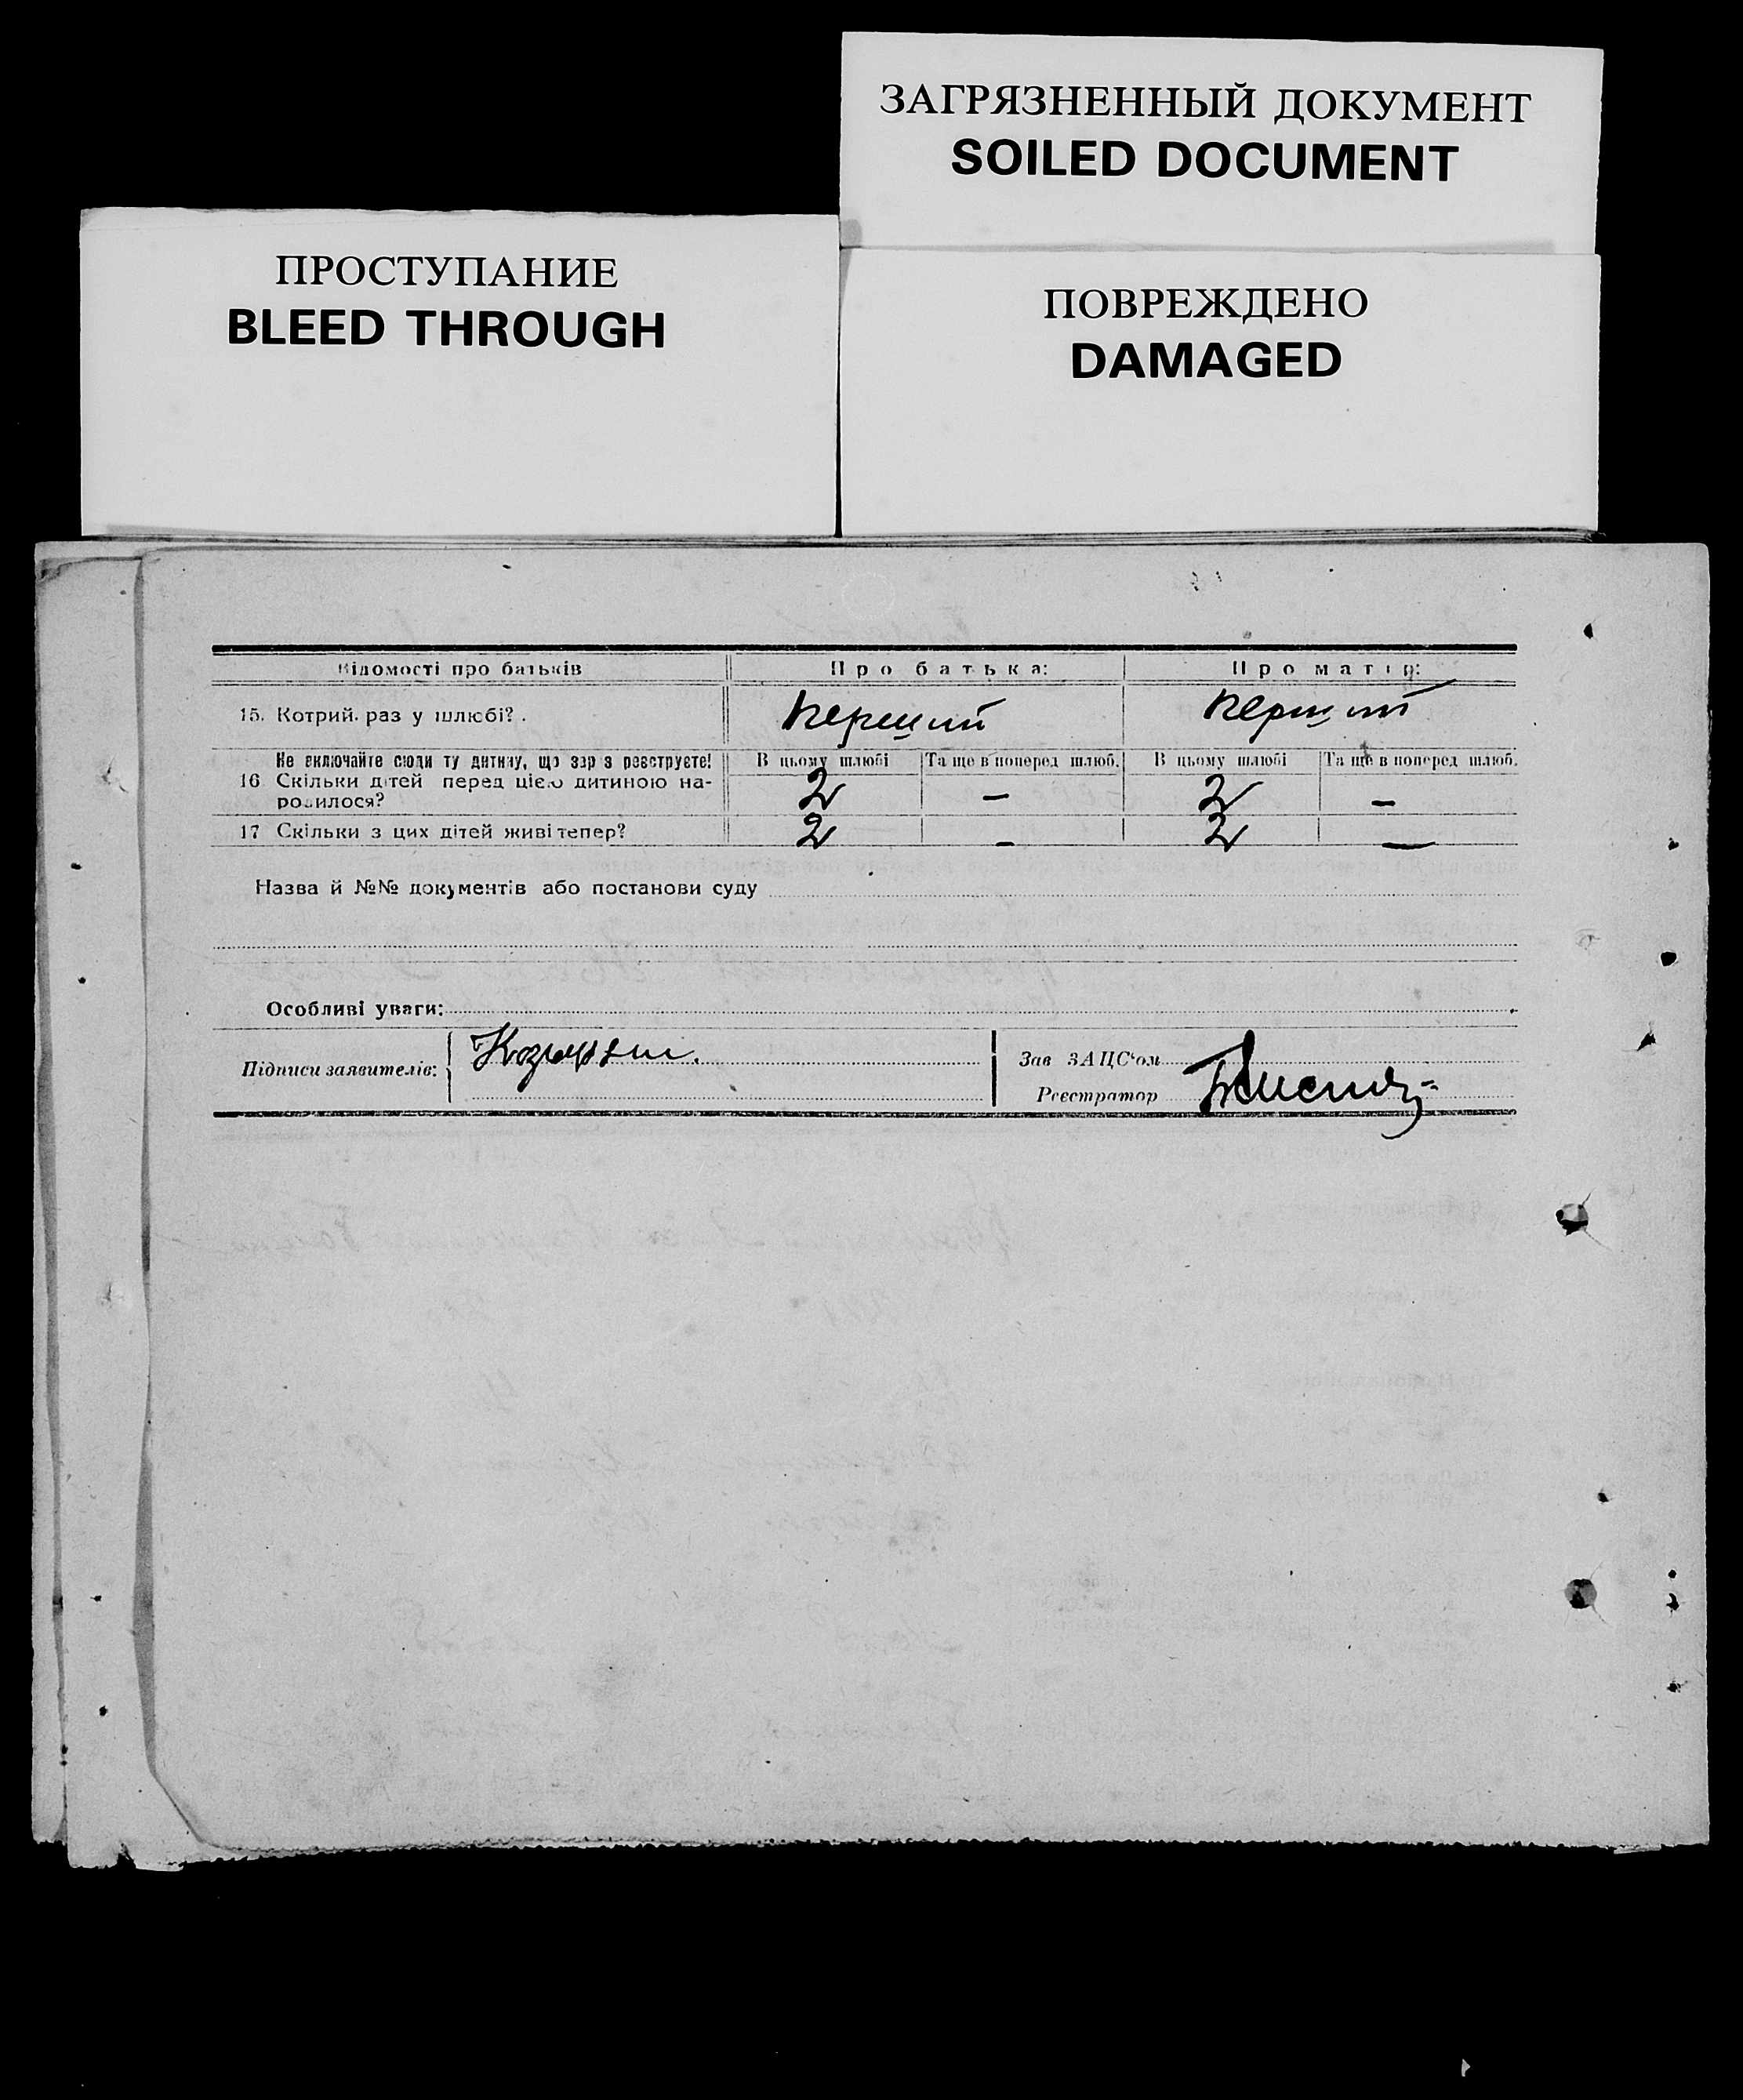 ЗАГРЯЗНЕННЫЙ ДОКУМЕНТ
SOILED DOCUMENT
ПРОСТУПАНИЕ
BLEED THROUGH
ПОВРЕЖДЕНО
DAMAGED
Відомості про батьків Про батька: Про матір:
15. Котрий раз у шлюбі? Перший Перший
Не включайте сюди ту дитину, що зар з реєструєте! В цьому шлюбі Та ще в поперед шлюб. В цьому шлюбі Та ще в поперед шлюб.
16 Скільки дітей перед цією дитиною на- 2 — 2 —
родилося?
17 Скільки з цих дітей живі тепер? 2 — 2 —
Назва й №№ документів або постанови суду
Особливі уваги:
Підписи заявителів: Зав ЗАЦС‘ом
Реєстратор